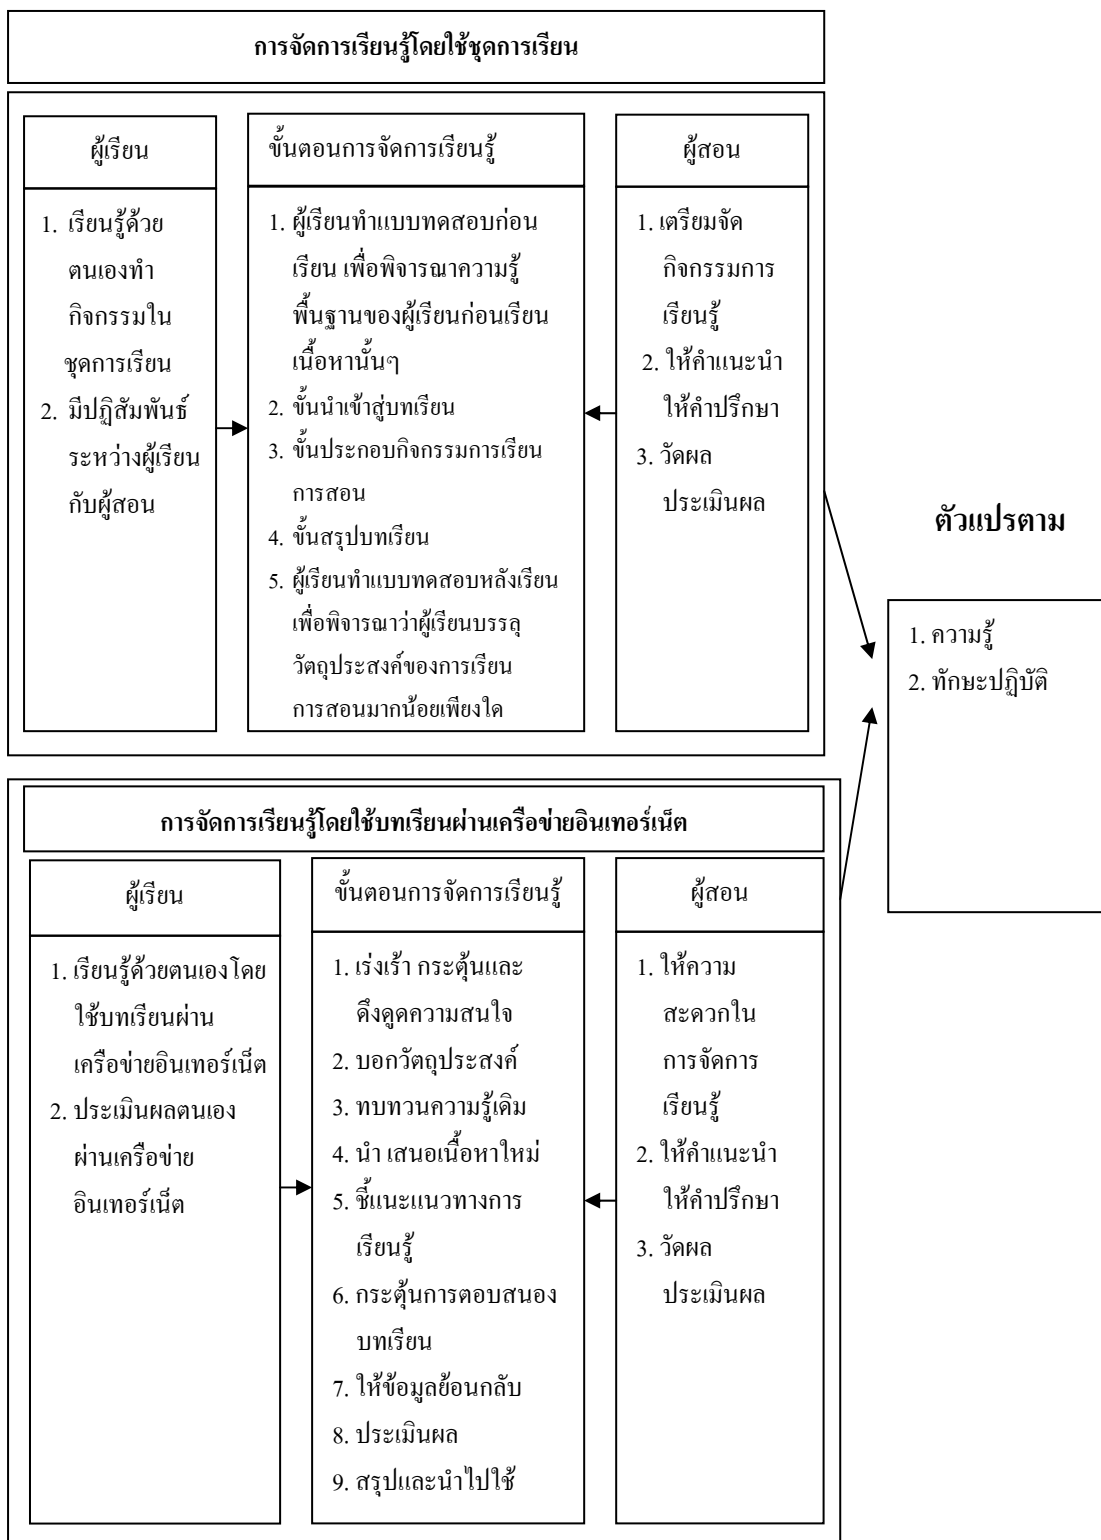 การจัดการเรียนรู้โดยใช้ชุดการเรียน
ผู้เรียน
1. เรียนรู้ด้วย
ตนเองทำ
กิจกรรมใน
ชุดการเรียน
2. มีปฏิสัมพันธ์
ระหว่างผู้เรียน
กับผู้สอน
ขั้นตอนการจัดการเรียนรู้
1. ผู้เรียนทำแบบทดสอบก่อน
เรียน เพื่อพิจารณาความรู้
พื้นฐานของผู้เรียนก่อนเรียน
เนื้อหานั้นๆ
2. ขั้นนำเข้าสู่บทเรียน
3. ขั้นประกอบกิจกรรมการเรียน
การสอน
4. ขั้นสรุปบทเรียน
5. ผู้เรียนทำแบบทดสอบหลังเรียน
เพื่อพิจารณาว่าผู้เรียนบรรลุ
วัตถุประสงค์ของการเรียน
การสอนมากน้อยเพียงใด
ผู้สอน
1. เตรียมจัด
กิจกรรมการ
เรียนรู้
2. ให้คำแนะนำ
ให้คำปรึกษา
3. วัดผล
ประเมินผล
ตัวแปรตาม
1. ความรู้
2. ทักษะปฏิบัติ
การจัดการเรียนรู้โดยใช้บทเรียนผ่านเครือข่ายอินเทอร์เน็ต
ผู้เรียน
1. เรียนรู้ด้วยตนเองโดย
ใช้บทเรียนผ่าน
เครือข่ายอินเทอร์เน็ต
2. ประเมินผลตนเอง
ผ่านเครือข่าย
อินเทอร์เน็ต
ขั้นตอนการจัดการเรียนรู้
1. เร่งเร้า กระตุ้นและ
ดึงดูดความสนใจ
2. บอกวัตถุประสงค์
3. ทบทวนความรู้เดิม
4. นำ เสนอเนื้อหาใหม่
5. ชี้แนะแนวทางการ
เรียนรู้
6. กระตุ้นการตอบสนอง
บทเรียน
7. ให้ข้อมูลย้อนกลับ
8. ประเมินผล
9. สรุปและนำไปใช้
ผู้สอน
1. ให้ความ
สะดวกใน
การจัดการ
เรียนรู้
2. ให้คำแนะนำ
ให้คำปรึกษา
3. วัดผล
ประเมินผล